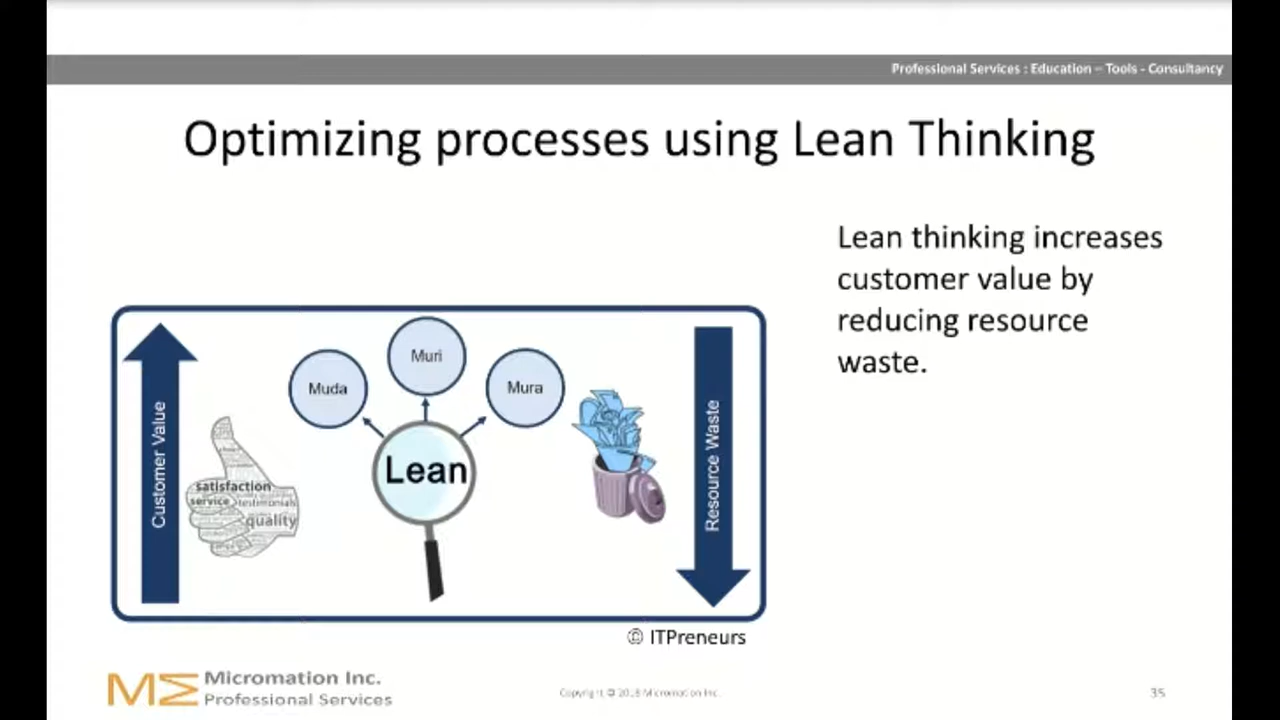 Professional Services : Education – Tools - Consultancy
Optimizing processes using Lean Thinking
Lean thinking increases
customer value by
reducing resource
waste.
Customer Value
satisfaction
service
testimonials
quality
Muda
Muri
Mura
Lean
Resource Waste
© ITPreneurs
Micromation Inc.
Professional Services
Copyright © 2018 Micromation Inc.
35